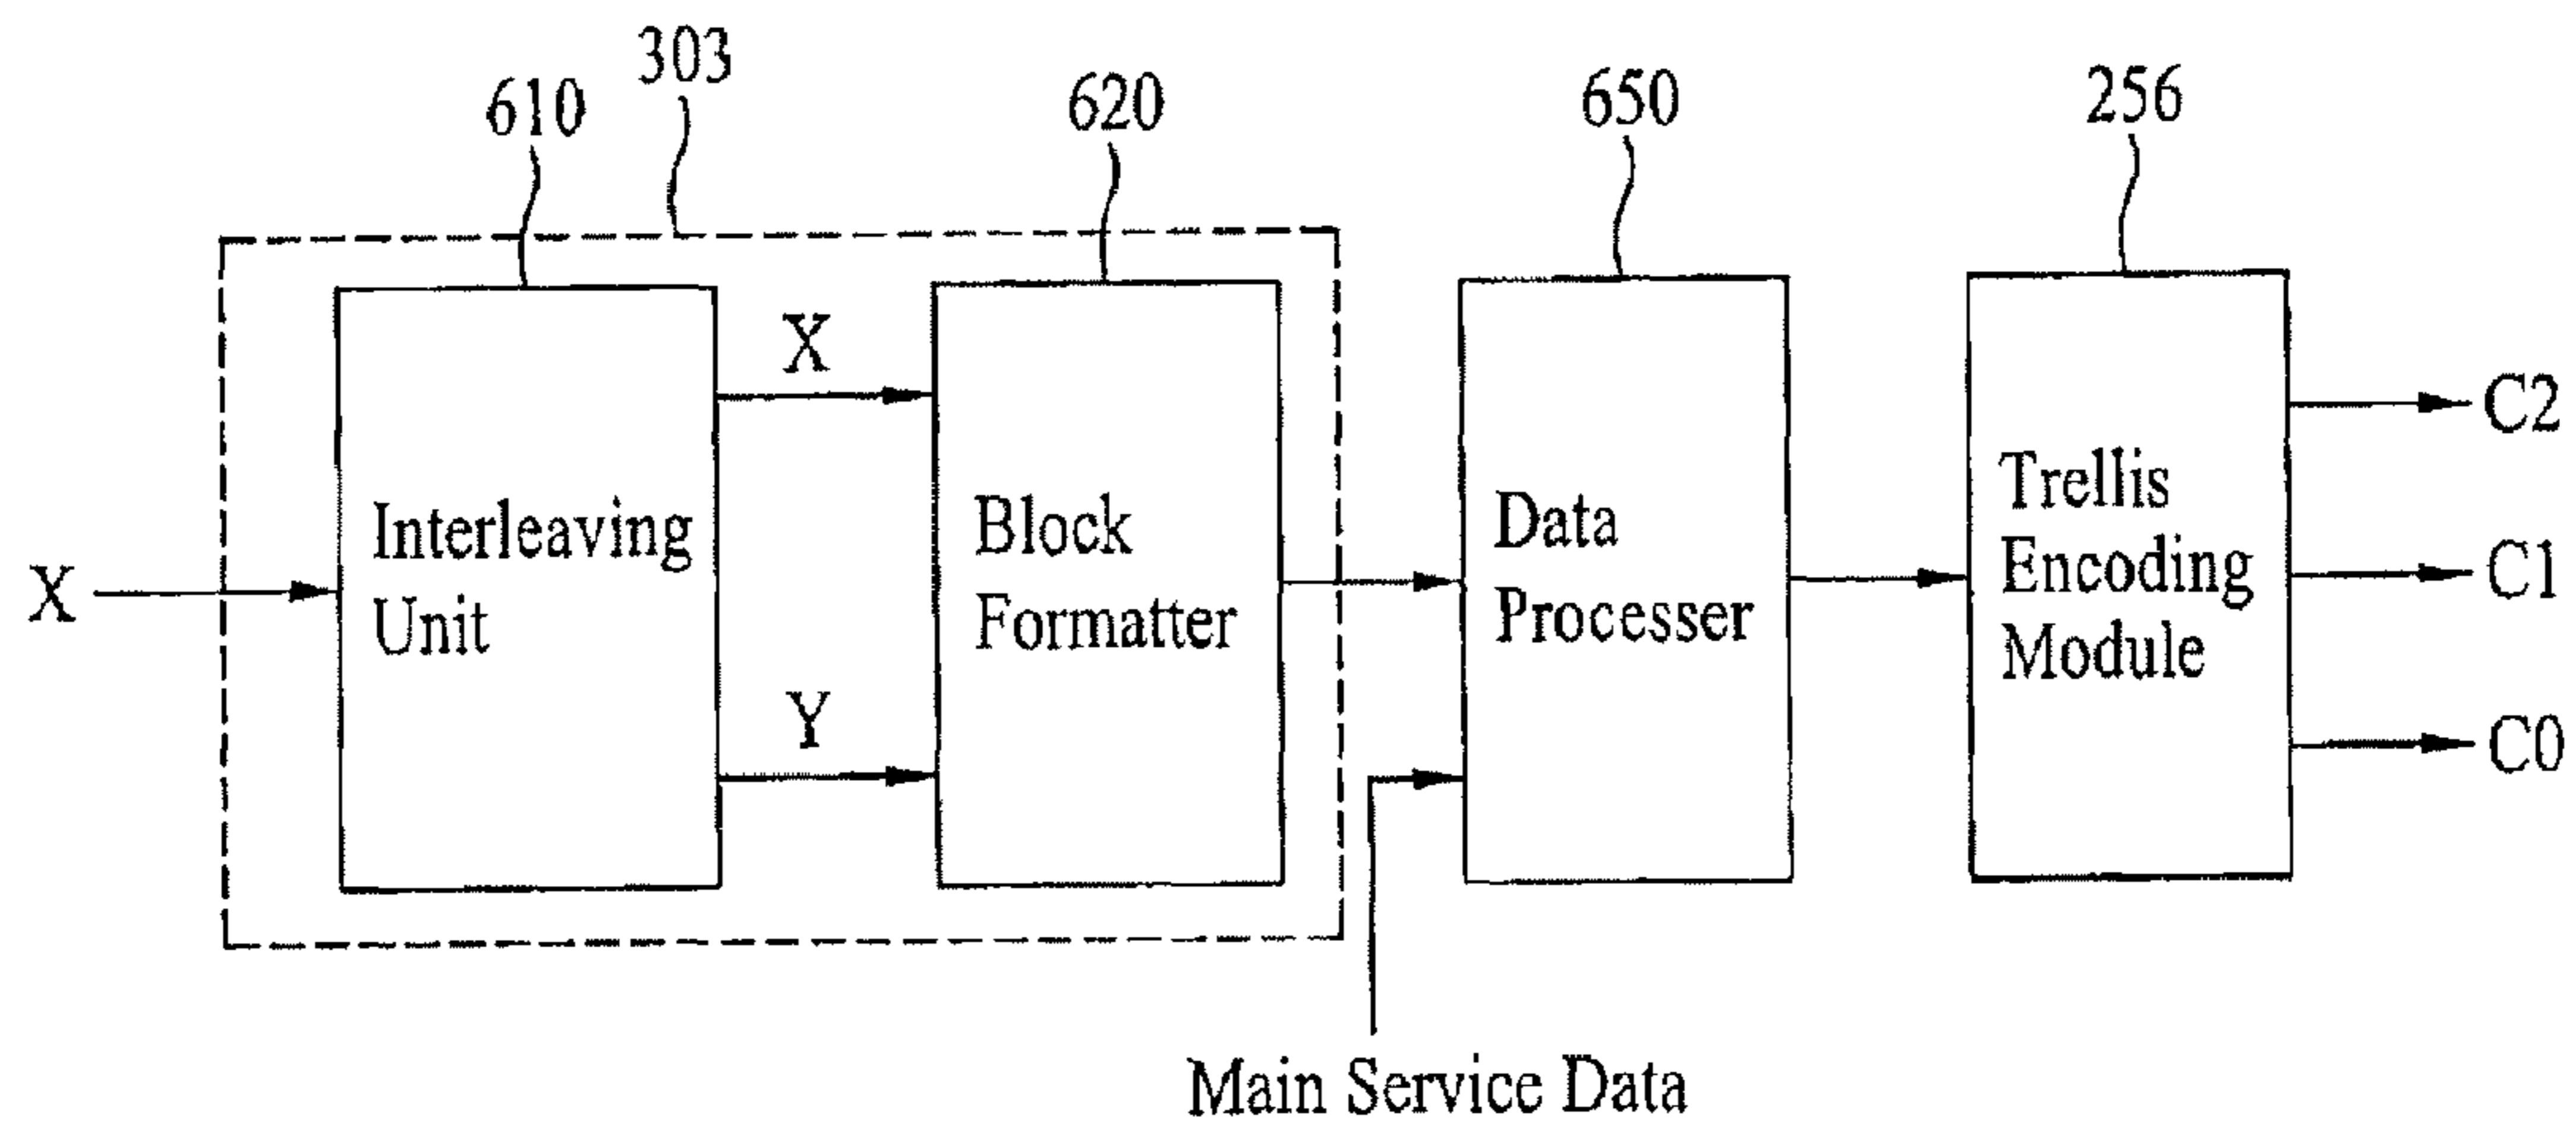 303
610
620
650
256
X
Interleaving
Unit
X
Y
Block
Formatter
Data
Processer
Trellis
Encoding
Module
C2
C1
C0
Main Service Data